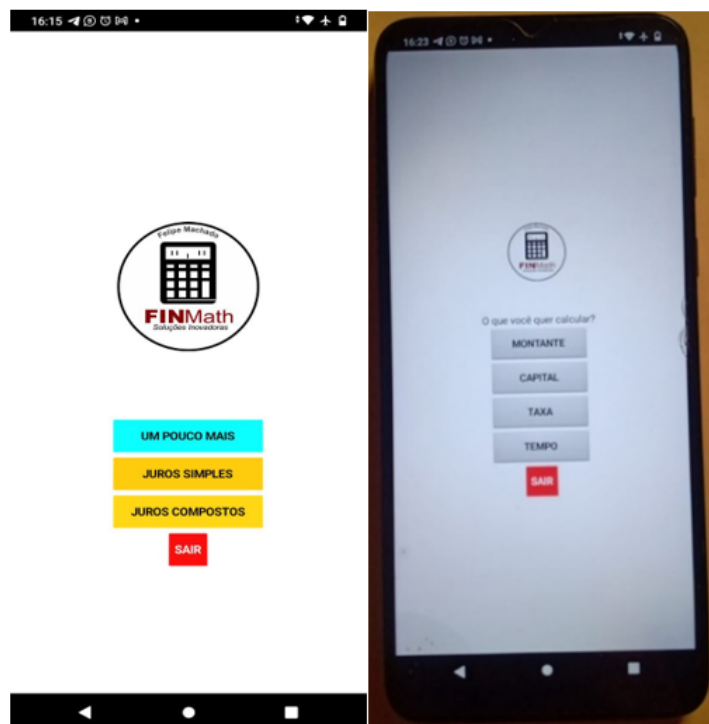 16:15
Felipe Machado
FINMath
Soluções Inovadoras
UM POUCO MAIS
JUROS SIMPLES
JUROS COMPOSTOS
SAIR
16:23
FINMath
O que você quer calcular?
MONTANTE
CAPITAL
TAXA
TEMPO
SAIR